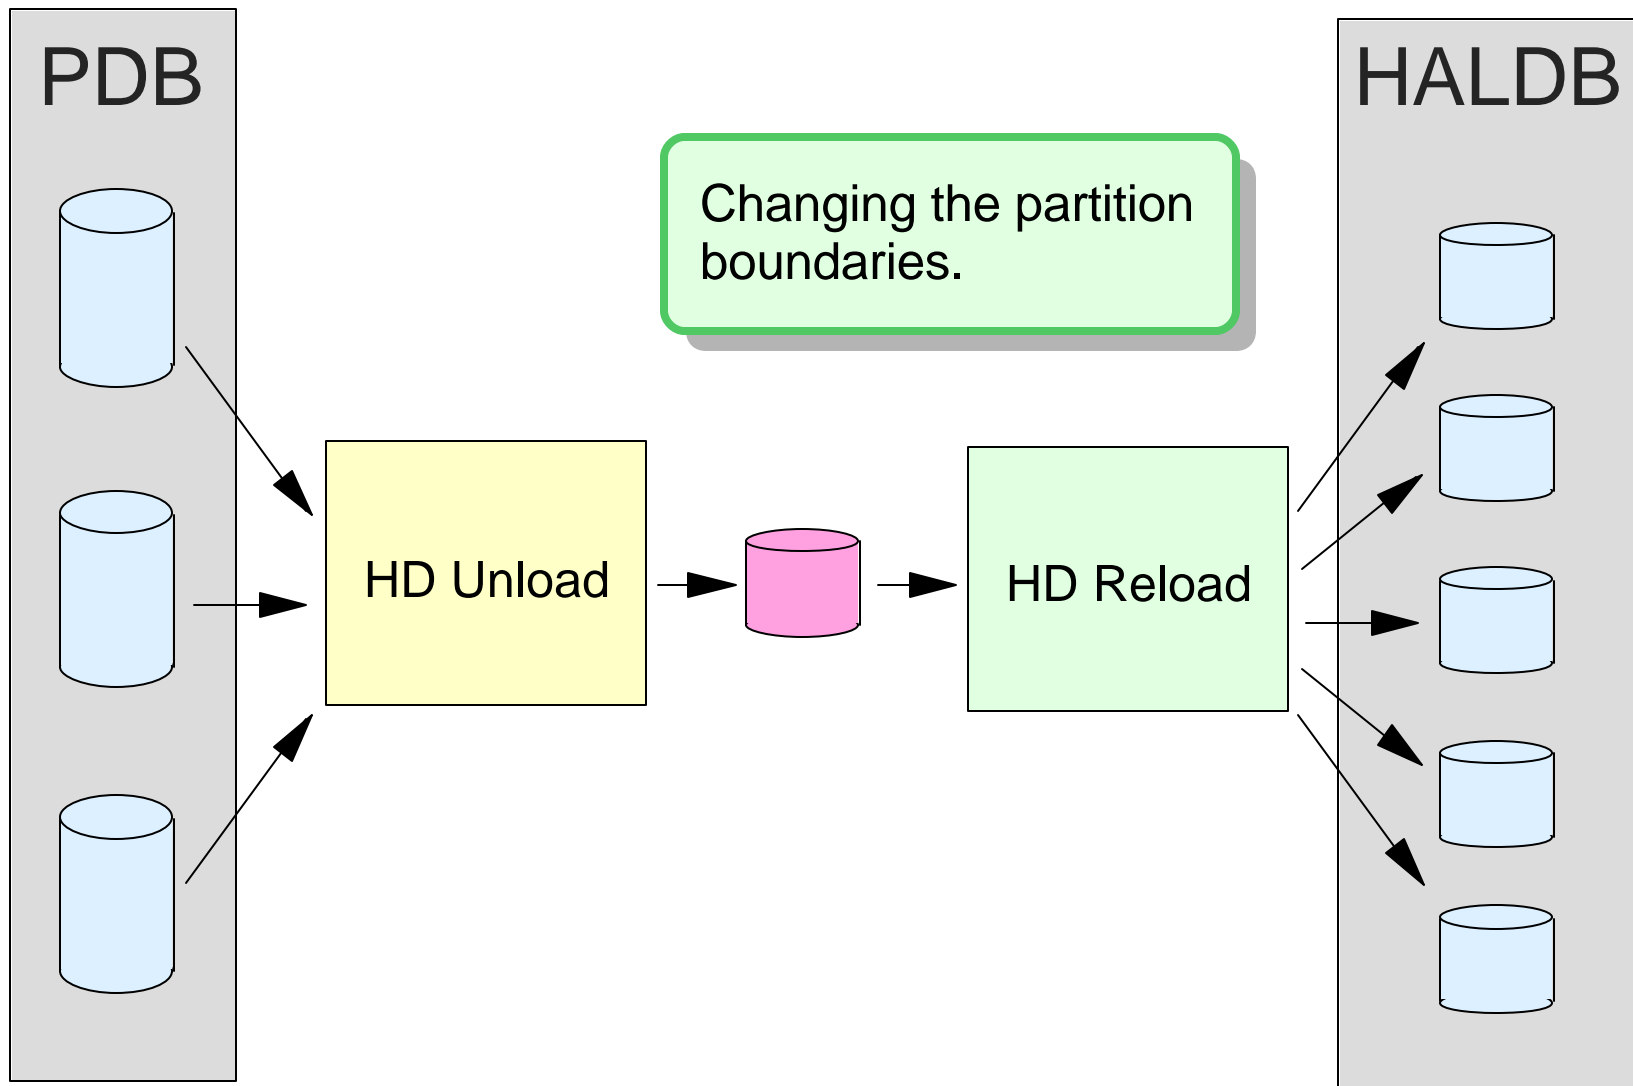 PDB
HALDB
Changing the partition
boundaries.
HD Unload
HD Reload